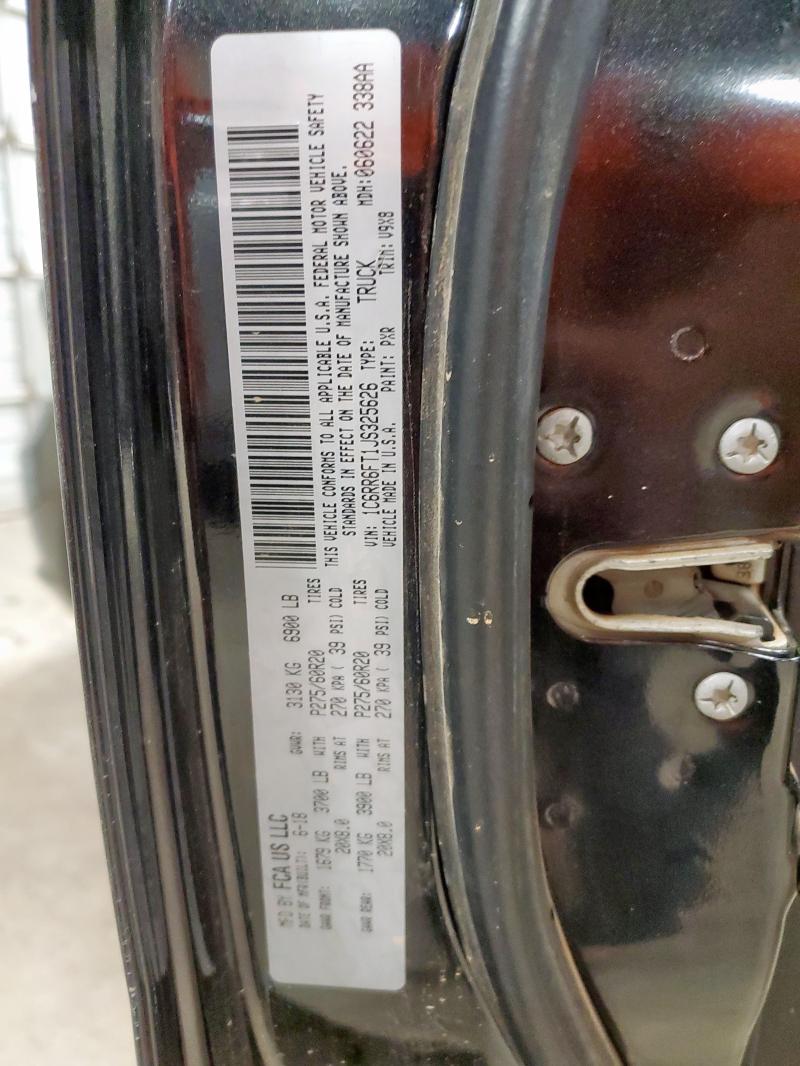 MFD BY FCA US LLC
DATE OF MFR(BUILT): 6-18 GVWR: 3130 KG 6900 LB
GAWR FRONT: 1679 KG 3700 LB WITH P275/60R20 TIRES
20X8.0 RIMS AT 270 KPA ( 39 PSI) COLD
GAWR REAR: 1770 KG 3900 LB WITH P275/60R20 TIRES
20X8.0 RIMS AT 270 KPA ( 39 PSI) COLD
THIS VEHICLE CONFORMS TO ALL APPLICABLE U.S.A. FEDERAL MOTOR VEHICLE SAFETY
STANDARDS IN EFFECT ON THE DATE OF MANUFACTURE SHOWN ABOVE.
VIN: 1C6RR6FT1JS325626 TYPE: TRUCK MDH:060622 338AA
VEHICLE MADE IN U.S.A. PAINT: PXR TRIM: V9X8